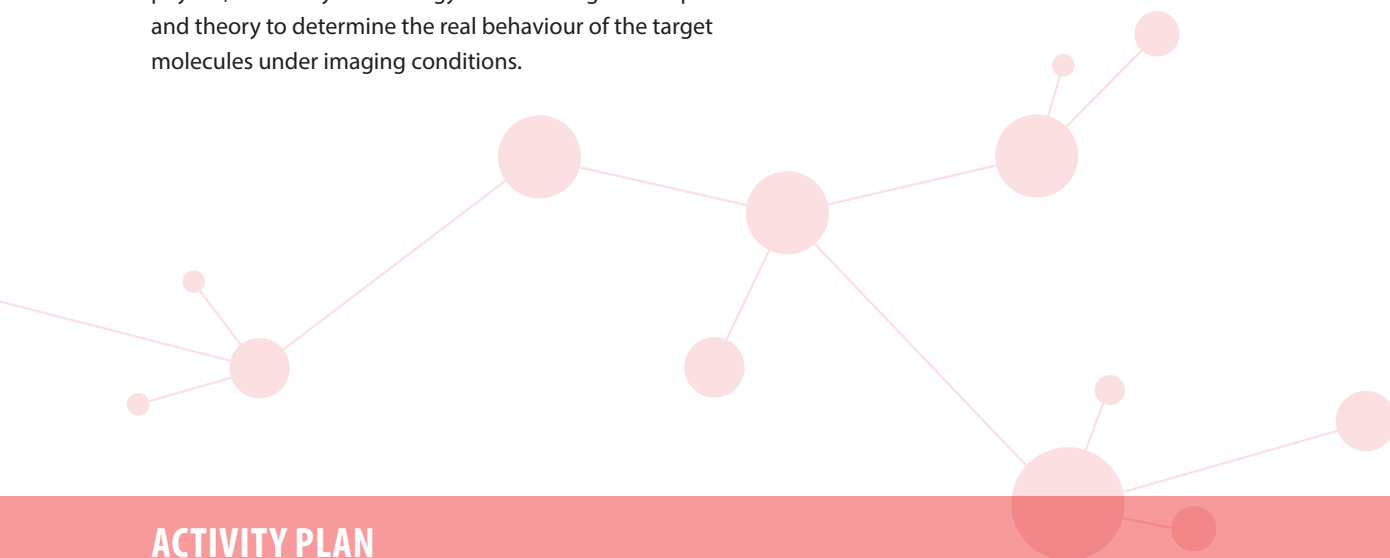 and theory to determine the real behaviour of the target
molecules under imaging conditions.
ACTIVITY PLAN